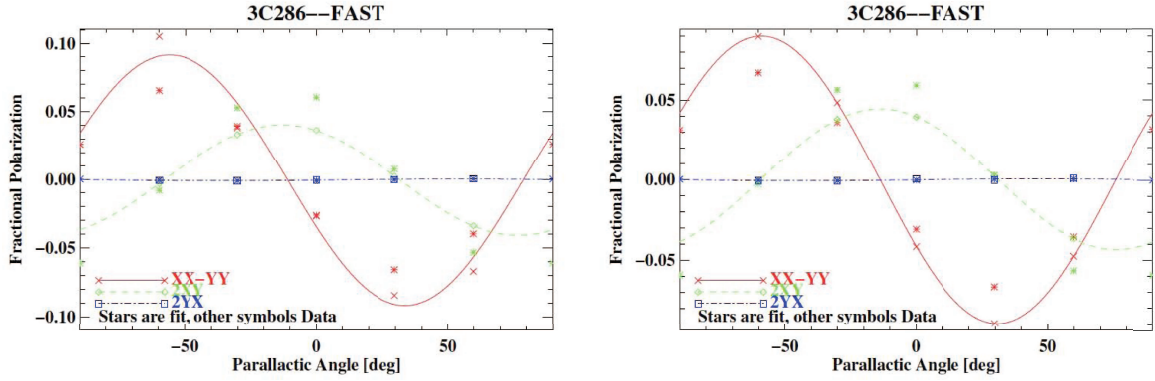 3C286--FAST
0.10
0.05
0.00
-0.05
-0.10
Fractional Polarization
XX-YY
2XY
2YX
Stars are fit, other symbols Data
-50 0 50
Parallactic Angle [deg]
3C286--FAST
0.05
0.00
-0.05
Fractional Polarization
XX-YY
2XY
2YX
Stars are fit, other symbols Data
-50 0 50
Parallactic Angle [deg]